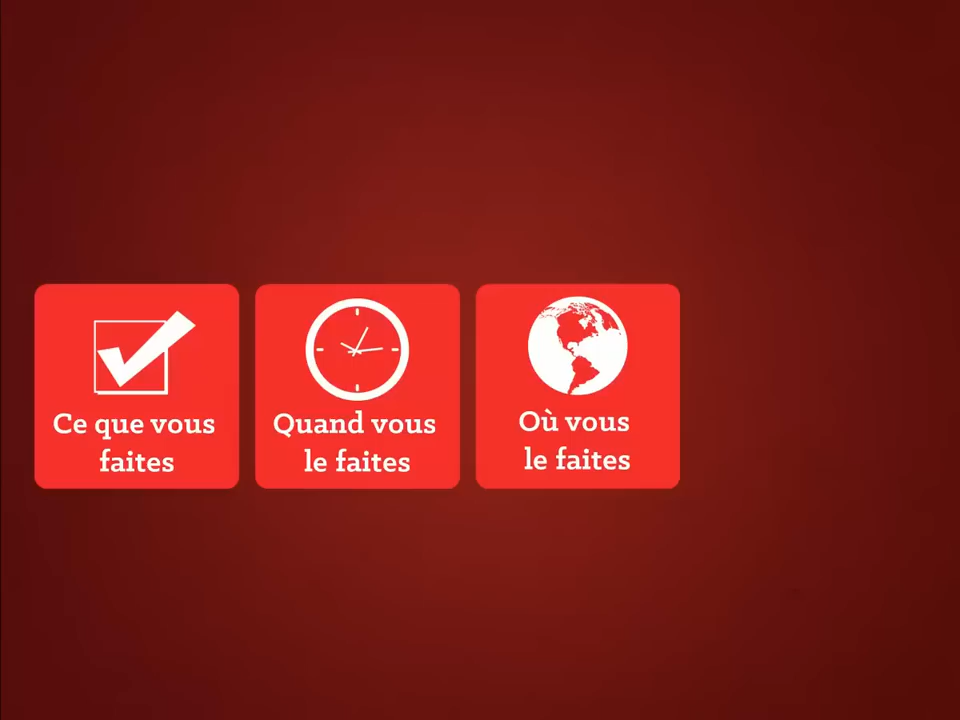 Ce que vous
faites
Quand vous
le faites
Où vous
le faites